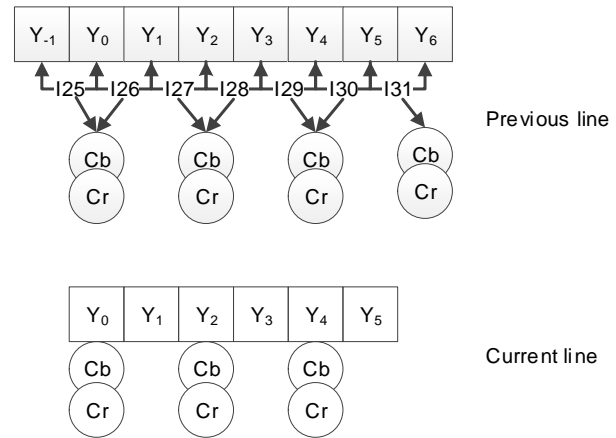 Y-1 Y0 Y1 Y2 Y3 Y4 Y5 Y6
I25 I26 I27 I28 I29 I30 I31
Previous line
Cb Cb Cb Cb
Cr Cr Cr Cr
Y0 Y1 Y2 Y3 Y4 Y5
Current line
Cb Cb Cb
Cr Cr Cr